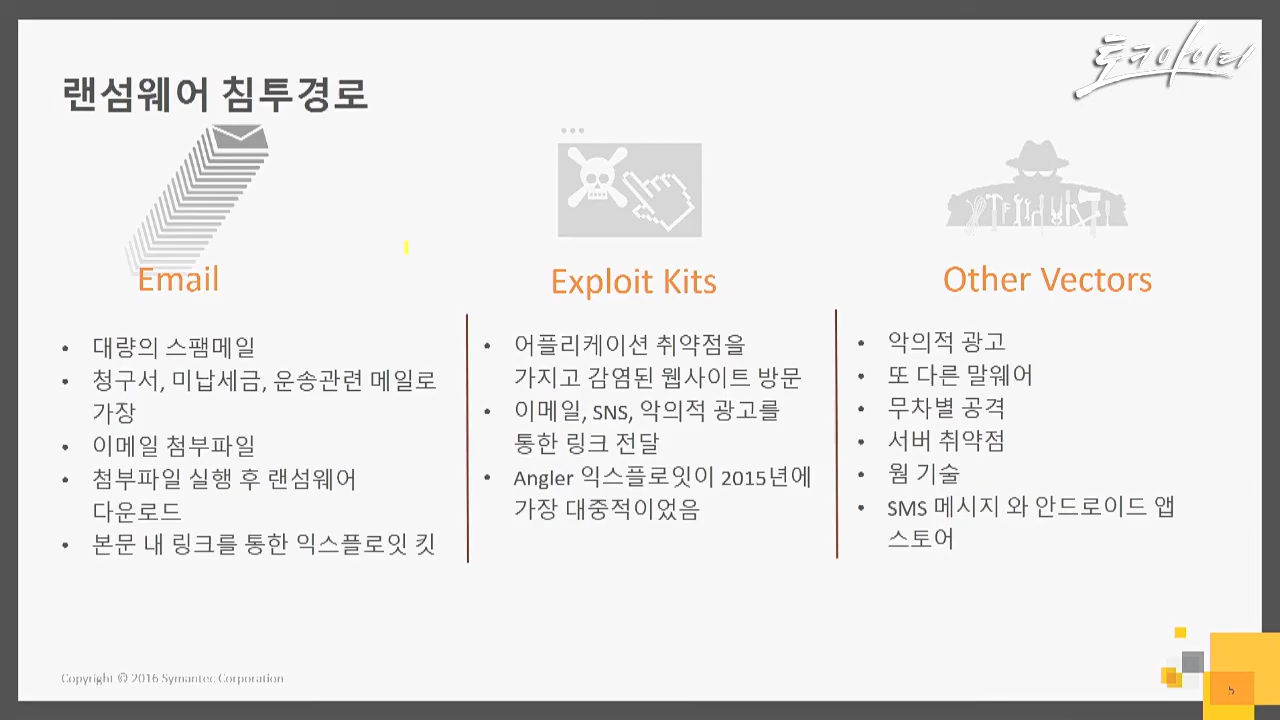 토크아이티
랜섬웨어 침투경로
Email
• 대량의 스팸메일
• 청구서, 미납세금, 운송관련 메일로
가장
• 이메일 첨부파일
• 첨부파일 실행 후 랜섬웨어
다운로드
• 본문 내 링크를 통한 익스플로잇 킷
Exploit Kits
• 어플리케이션 취약점을
가지고 감염된 웹사이트 방문
• 이메일, SNS, 악의적 광고를
통한 링크 전달
• Angler 익스플로잇이 2015년에
가장 대중적이었음
Other Vectors
• 악의적 광고
• 또 다른 말웨어
• 무차별 공격
• 서버 취약점
• 웜 기술
• SMS 메시지 와 안드로이드 앱
스토어
Copyright © 2016 Symantec Corporation
5